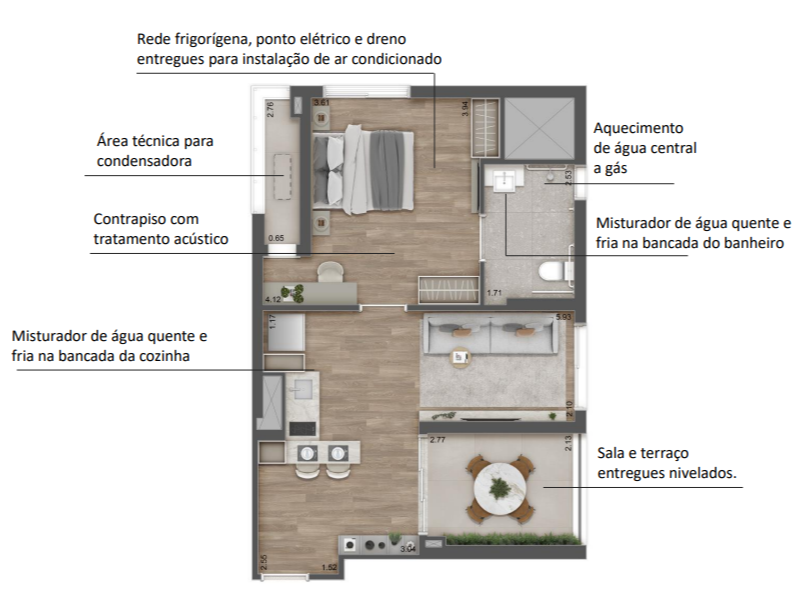 Rede frigorígena, ponto elétrico e dreno
entregues para instalação de ar condicionado
3.61
3.94
2.76
Área técnica para
condensadora
Aquecimento
de água central
a gás
2.53
Contrapiso com
tratamento acústico
0.65
Misturador de água quente e
fria na bancada do banheiro
4.12
1.71
1.17
5.93
Misturador de água quente e
fria na bancada da cozinha
2.10
2.77
2.13
Sala e terraço
entregues nivelados.
3.04
2.55
1.52